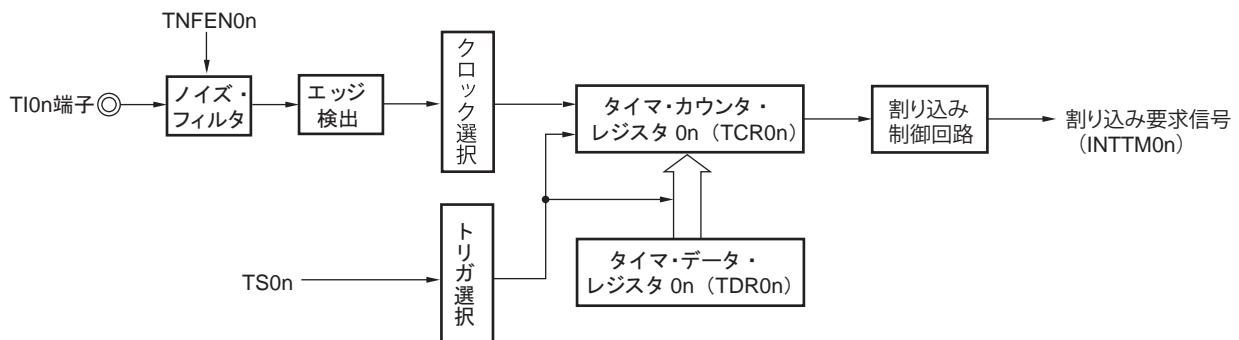 TNFEN0n
TI0n端子
ノイズ・
フィルタ
エッジ
検出
クロック選択
タイマ・カウンタ・
レジスタ 0n（TCR0n）
割り込み
制御回路
割り込み要求信号
（INTTM0n）
TS0n
トリガ選択
タイマ・データ・
レジスタ 0n（TDR0n）